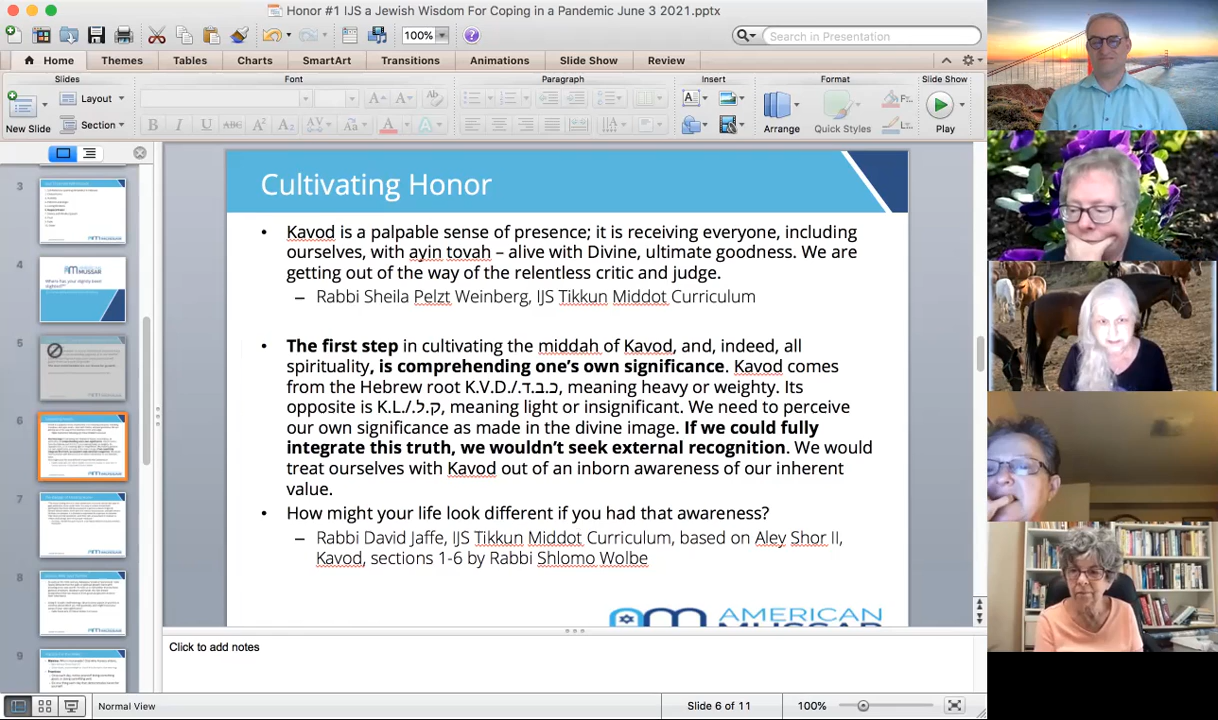 Honor #1 IJS a Jewish Wisdom For Coping in a Pandemic June 3 2021.pptx
100%
Search in Presentation
Home Themes Tables Charts SmartArt Transitions Animations Slide Show Review
Slides Font Paragraph Insert Format Slide Show
Layout
Section
New Slide
B I U ABC A² A₂ AV Aa A A
Arrange Quick Styles Play
3
4
5
6
7
8
9
Cultivating Honor
• Kavod is a palpable sense of presence; it is receiving everyone, including
ourselves, with ayin tovah – alive with Divine, ultimate goodness. We are
getting out of the way of the relentless critic and judge.
– Rabbi Sheila Pelzt Weinberg, IJS Tikkun Middot Curriculum
• The first step in cultivating the middah of Kavod, and, indeed, all
spirituality, is comprehending one’s own significance. Kavod comes
from the Hebrew root K.V.D./.כ.ב.ד, meaning heavy or weighty. Its
opposite is K.L./.ק.ל, meaning light or insignificant. We need to perceive
our own significance as made in the divine image. If we could fully
integrate this truth, we wouldn’t seek external recognition. We would
treat ourselves with Kavod out of an inborn awareness of our inherent
value.
• How might your life look different if you had that awareness?
– Rabbi David Jaffe, IJS Tikkun Middot Curriculum, based on Aley Shor II,
Kavod, sections 1-6 by Rabbi Shlomo Wolbe
AMERICAN
MUSSAR
Click to add notes
Normal View
Slide 6 of 11
100%